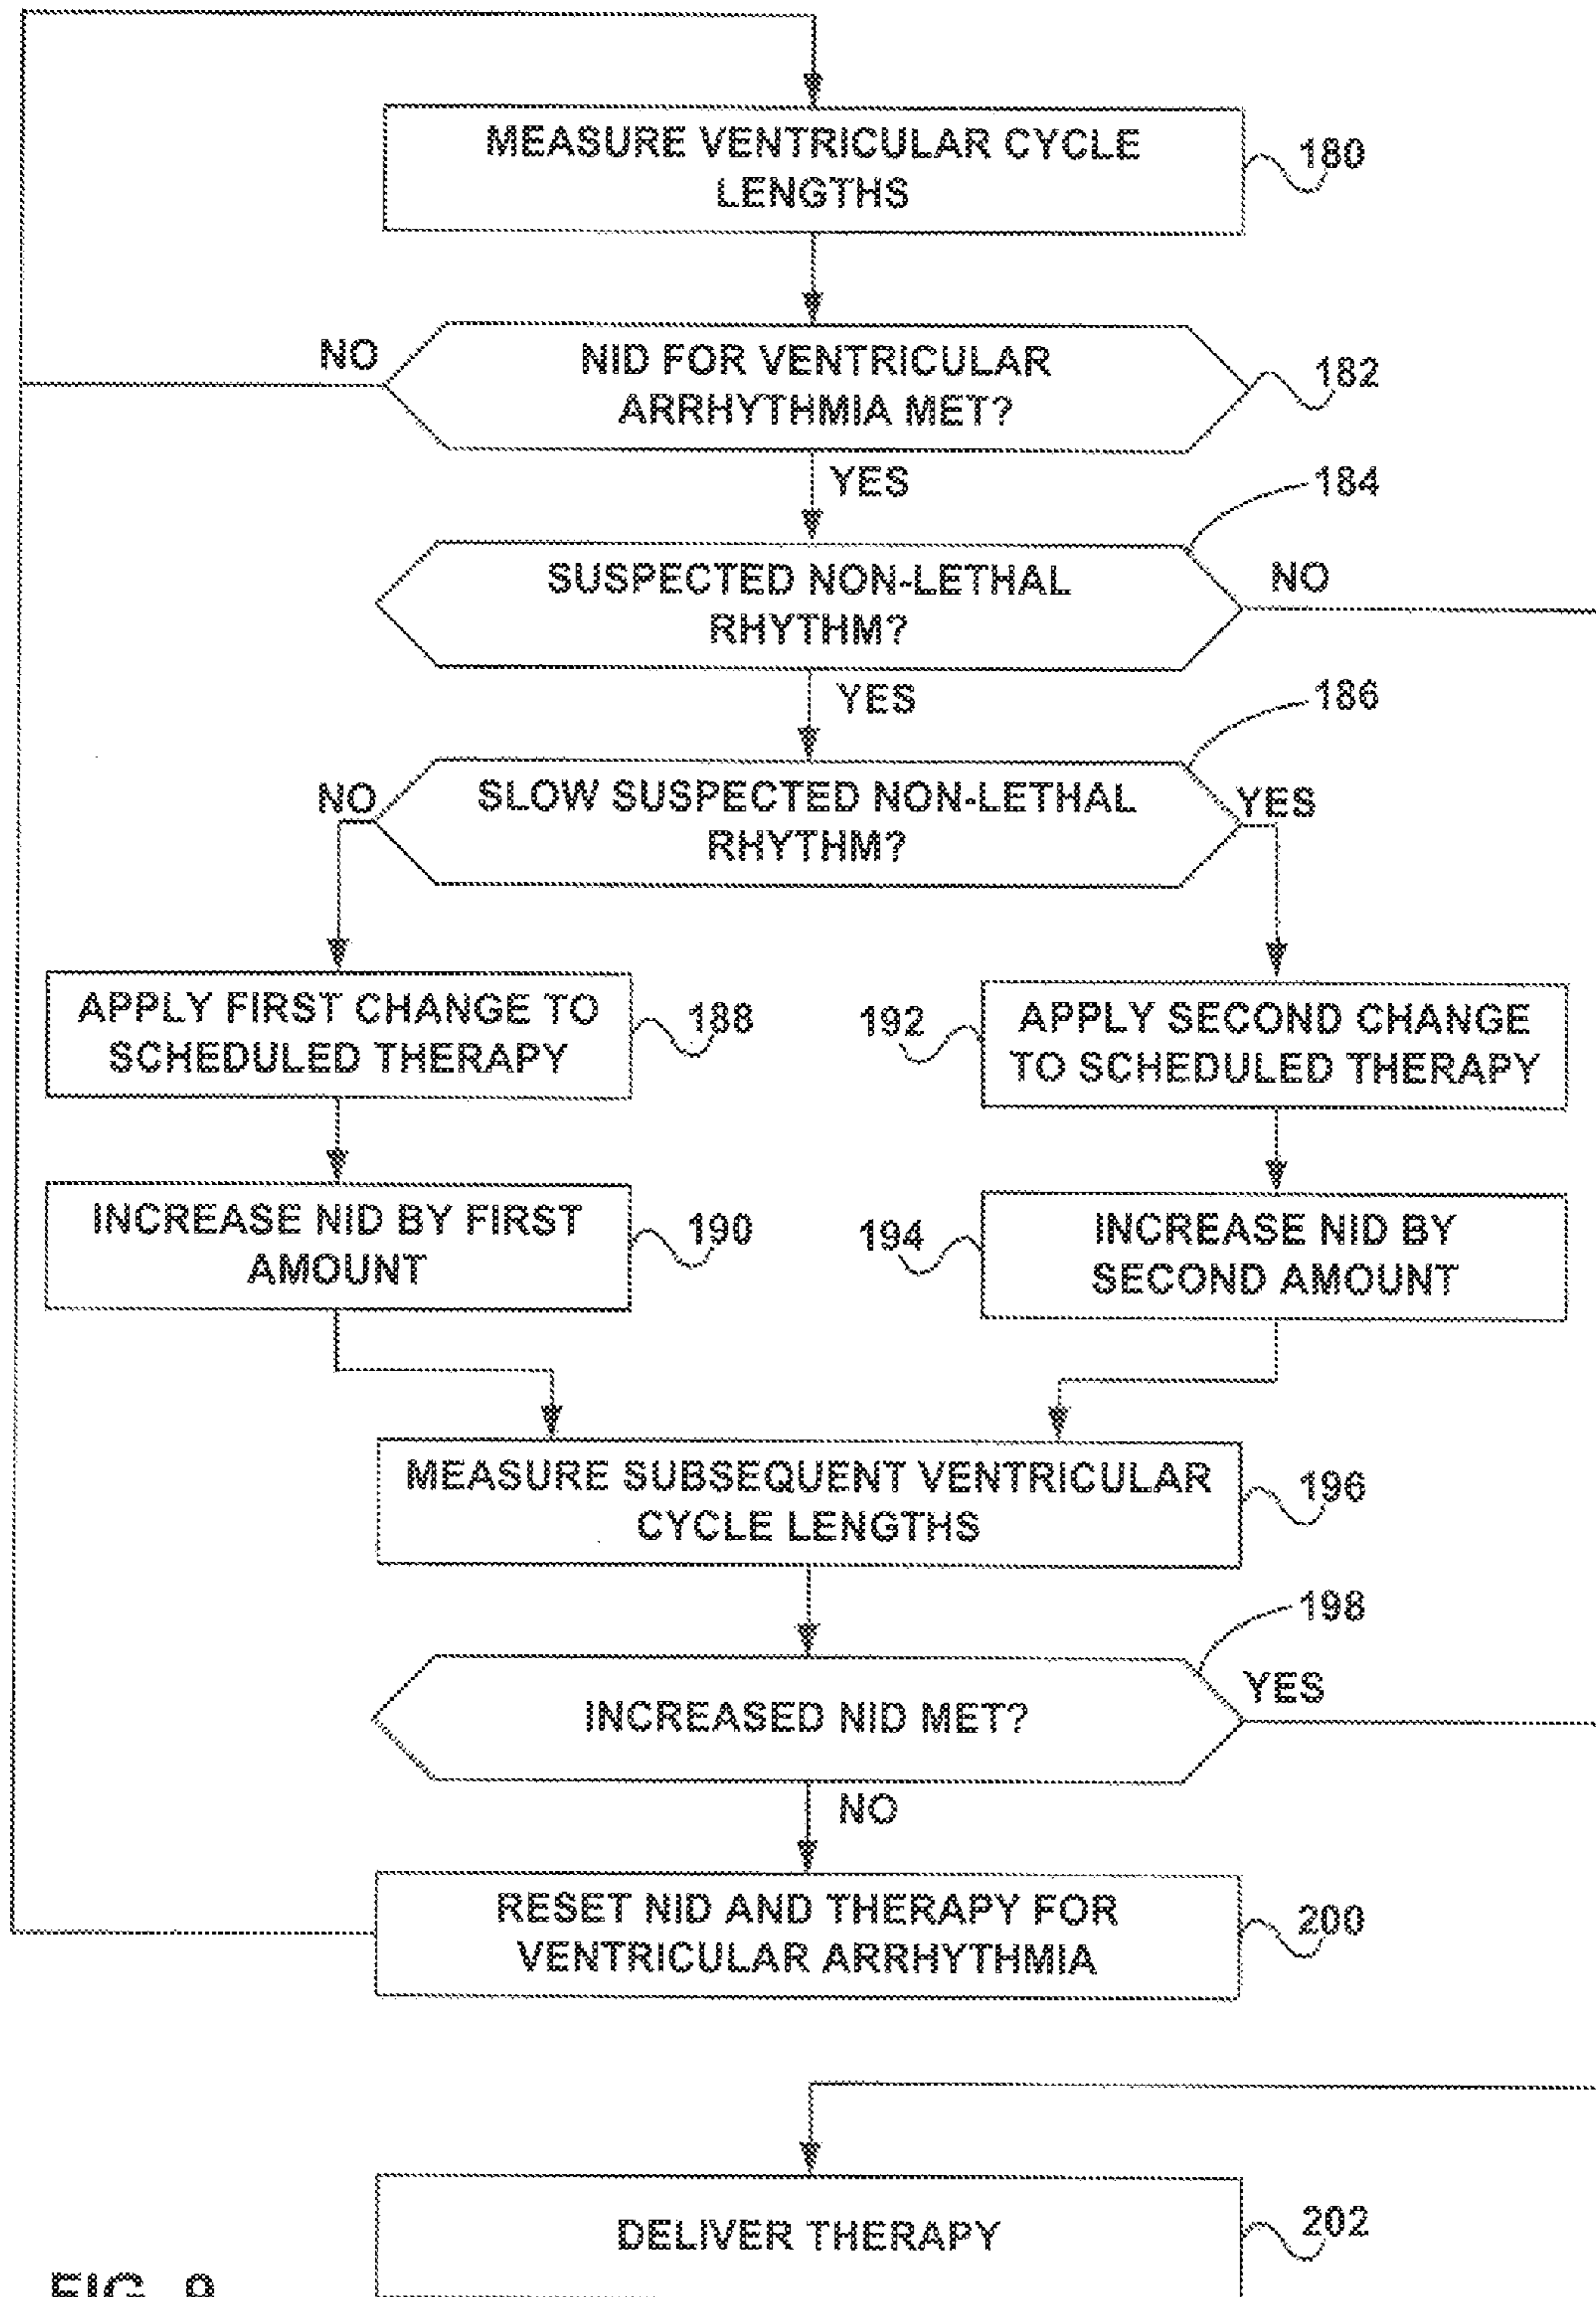 MEASURE VENTRICULAR CYCLE
LENGTHS
180
NO
NID FOR VENTRICULAR
ARRHYTHMIA MET?
182
YES
184
SUSPECTED NON-LETHAL
RHYTHM?
NO
YES
186
NO
SLOW SUSPECTED NON-LETHAL
RHYTHM?
YES
APPLY FIRST CHANGE TO
SCHEDULED THERAPY
188
192
APPLY SECOND CHANGE
TO SCHEDULED THERAPY
INCREASE NID BY FIRST
AMOUNT
190
194
INCREASE NID BY
SECOND AMOUNT
MEASURE SUBSEQUENT VENTRICULAR
CYCLE LENGTHS
196
198
INCREASED NID MET?
YES
NO
RESET NID AND THERAPY FOR
VENTRICULAR ARRHYTHMIA
200
DELIVER THERAPY
202
FIG. 9